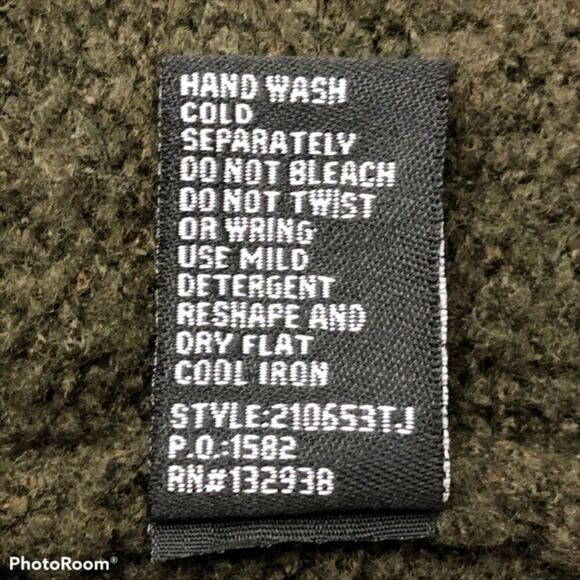 HAND WASH
COLD
SEPARATELY
DO NOT BLEACH
DO NOT TWIST
OR WRING
USE MILD
DETERGENT
RESHAPE AND
DRY FLAT
COOL IRON
STYLE:210653TJ
P.O.:1582
RN#132938
PhotoRoom®